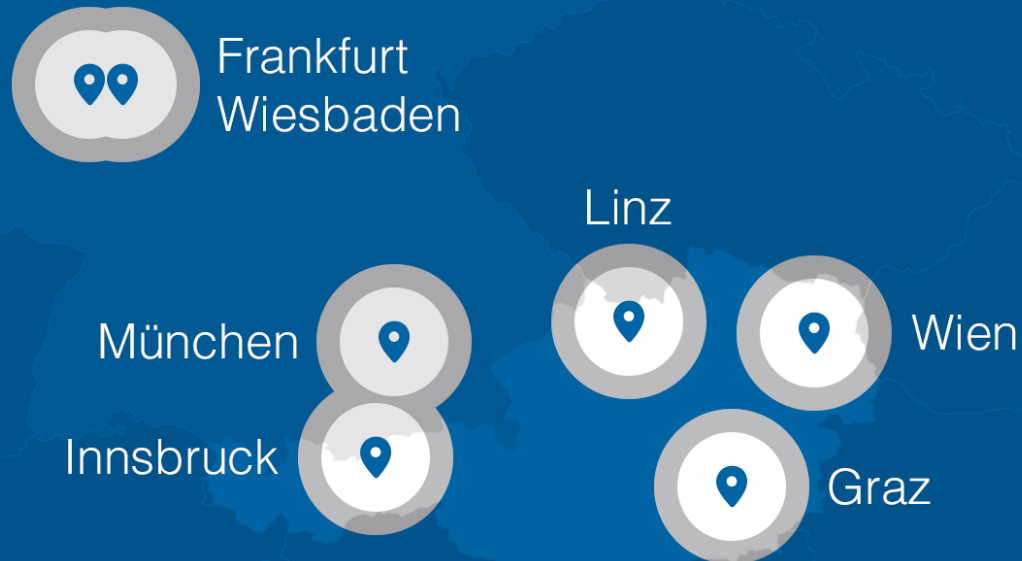 Frankfurt
Wiesbaden
Linz
München
Wien
Innsbruck
Graz